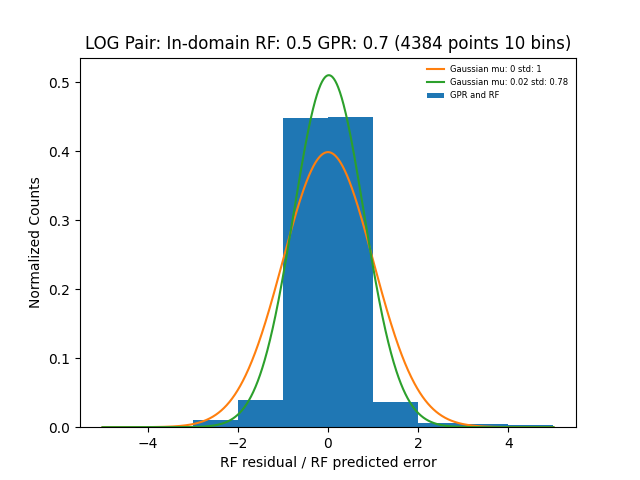 LOG Pair: In-domain RF: 0.5 GPR: 0.7 (4384 points 10 bins)
Gaussian mu: 0 std: 1
Gaussian mu: 0.02 std: 0.78
GPR and RF
Normalized Counts
0.5
0.4
0.3
0.2
0.1
0.0
−4 −2 0 2 4
RF residual / RF predicted error